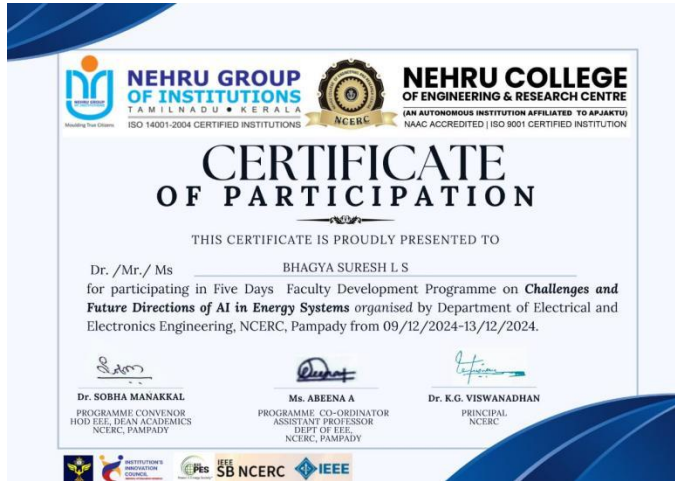 NEHRU GROUP
OF INSTITUTIONS
TAMILNADU • KERALA
ISO 14001-2004 CERTIFIED INSTITUTIONS
Moulding True Citizens
NCERC
NEHRU COLLEGE
OF ENGINEERING & RESEARCH CENTRE
(AN AUTONOMOUS INSTITUTION AFFILIATED TO APJAKTU)
NAAC ACCREDITED | ISO 9001 CERTIFIED INSTITUTION
CERTIFICATE
OF PARTICIPATION
THIS CERTIFICATE IS PROUDLY PRESENTED TO
Dr. /Mr./ Ms BHAGYA SURESH L S
for participating in Five Days Faculty Development Programme on Challenges and
Future Directions of AI in Energy Systems organised by Department of Electrical and
Electronics Engineering, NCERC, Pampady from 09/12/2024-13/12/2024.
Dr. SOBHA MANAKKAL
PROGRAMME CONVENOR
HOD EEE, DEAN ACADEMICS
NCERC, PAMPADY
Ms. ABEENA A
PROGRAMME CO-ORDINATOR
ASSISTANT PROFESSOR
DEPT OF EEE,
NCERC, PAMPADY
Dr. K.G. VISWANADHAN
PRINCIPAL
NCERC
INSTITUTION'S
INNOVATION
COUNCIL
PES
IEEE
SB NCERC
IEEE